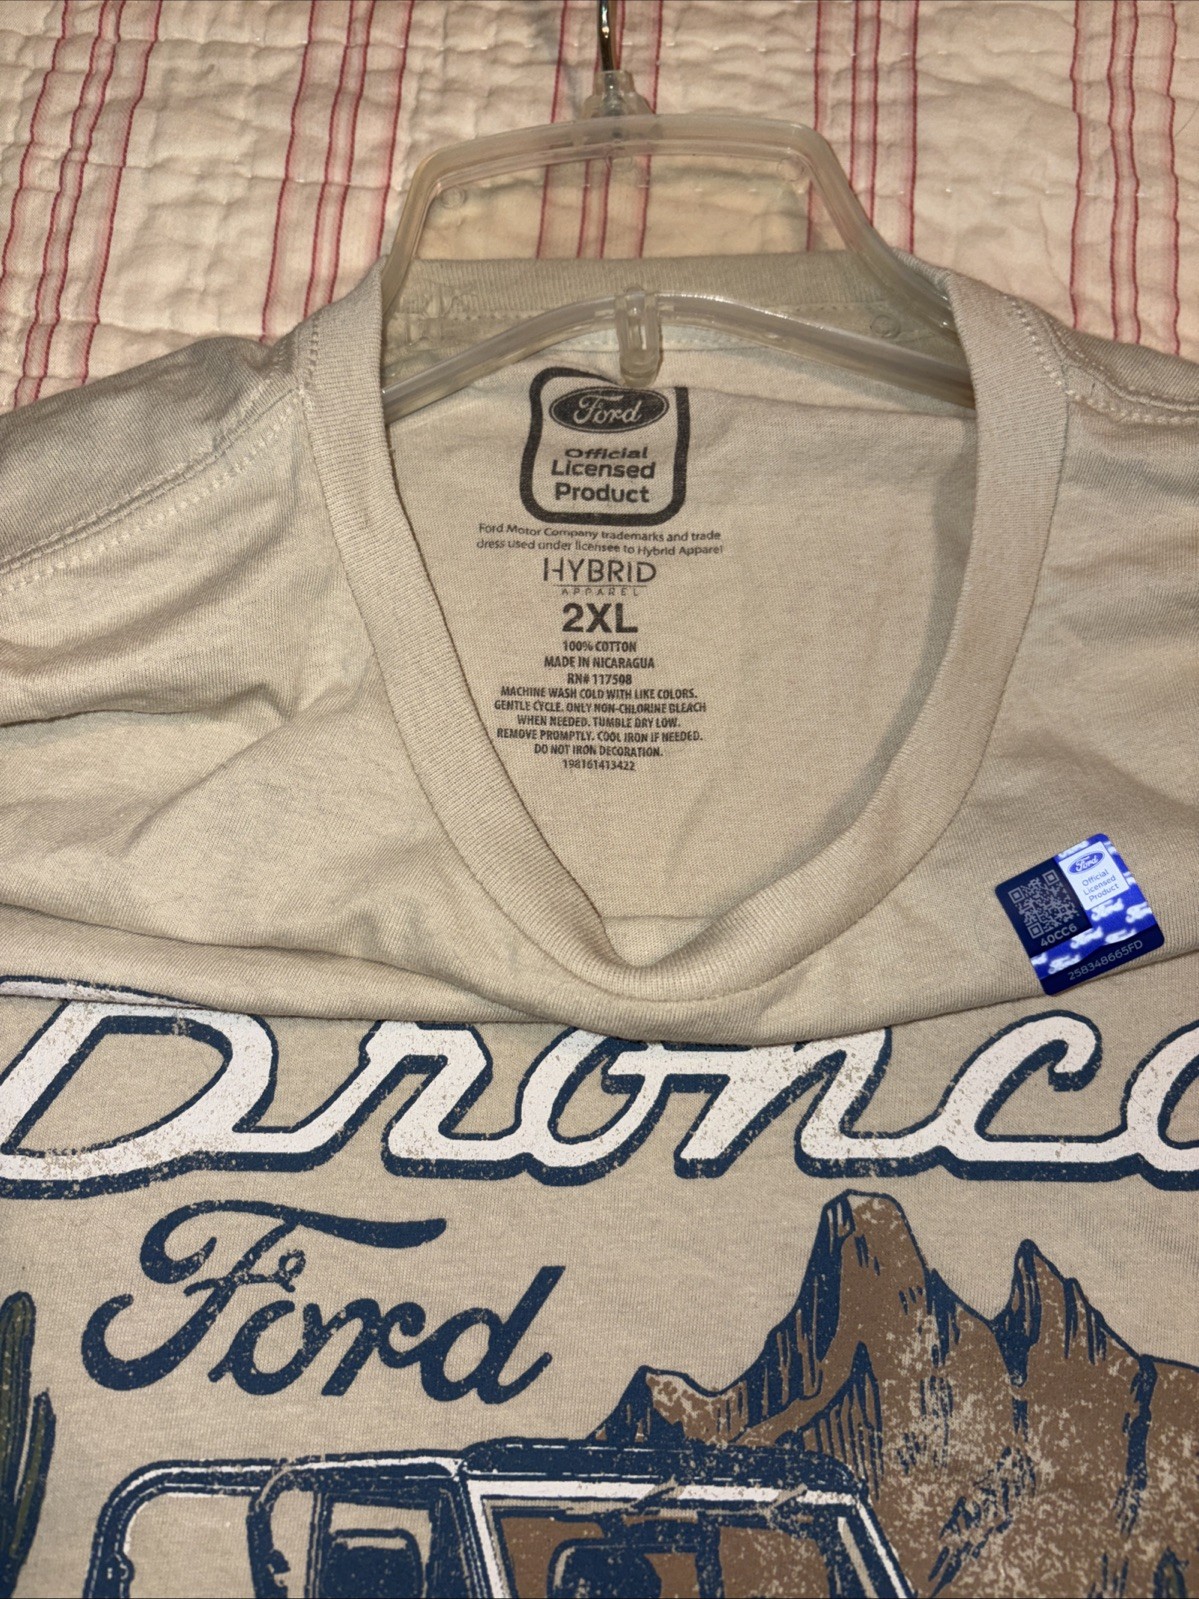 Ford
Official
Licensed
Product
Ford Motor Company trademarks and trade
dress used under licensee to Hybrid Apparel
HYBRID
APPAREL
2XL
100% COTTON
MADE IN NICARAGUA
RN# 117508
MACHINE WASH COLD WITH LIKE COLORS.
GENTLE CYCLE. ONLY NON-CHLORINE BLEACH
WHEN NEEDED. TUMBLE DRY LOW.
REMOVE PROMPTLY. COOL IRON IF NEEDED.
DO NOT IRON DECORATION.
198161413422
Ford
Official
Licensed
Product
40CC6
Ford
Ford
Ford
258348665FD
Bronco
Ford